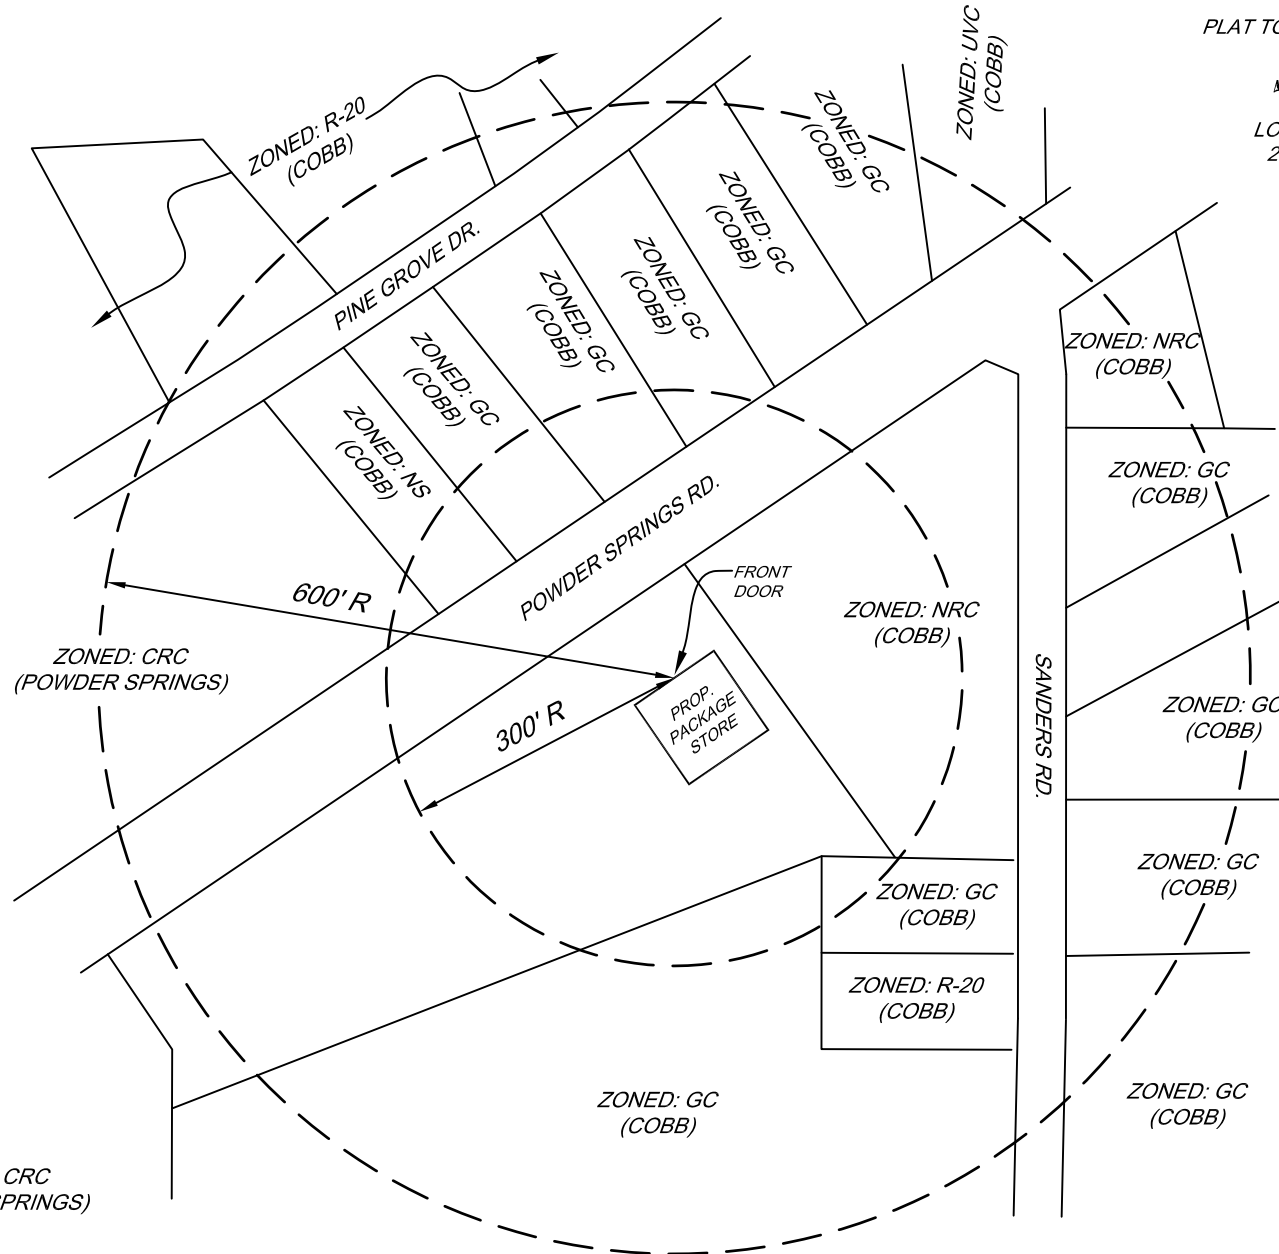 PLAT TO
ZONED: UVC
(COBB)
LO
2
ZONED: R-20
(COBB)
ZONED: GC
(COBB)
ZONED: GC
(COBB)
ZONED: GC
(COBB)
ZONED: GC
(COBB)
ZONED: GC
(COBB)
ZONED: NS
(COBB)
PINE GROVE DR.
ZONED: NRC
(COBB)
ZONED: GC
(COBB)
POWDER SPRINGS RD.
600' R
FRONT
DOOR
ZONED: NRC
(COBB)
ZONED: CRC
(POWDER SPRINGS)
300' R
PROP.
PACKAGE
STORE
SANDERS RD.
ZONED: GC
(COBB)
ZONED: GC
(COBB)
ZONED: GC
(COBB)
ZONED: R-20
(COBB)
ZONED: GC
(COBB)
ZONED: GC
(COBB)
CRC
SPRINGS)